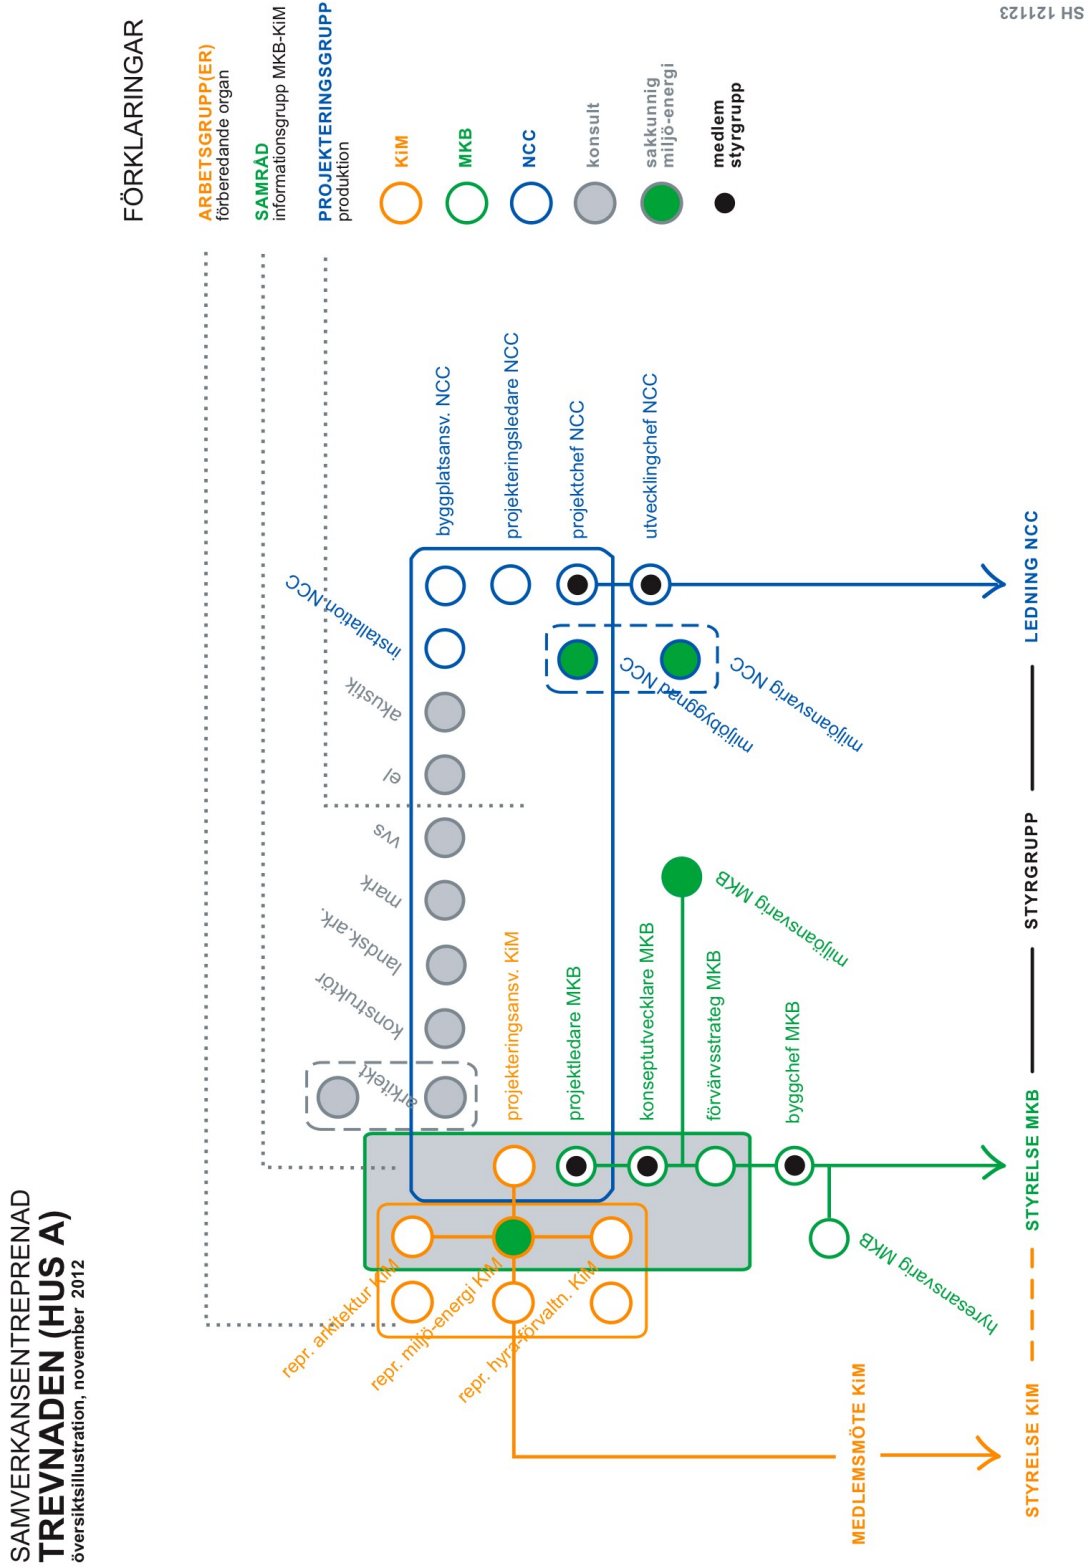 SAMVERKANSENTREPRENAD
TREVNADEN (HUS A)
översiktsillustration, november 2012
FÖRKLARINGAR
ARBETSGRUPP(ER)
förberedande organ
SAMRÅD
informationsgrupp MKB-KiM
PROJEKTERINGSGRUPP
produktion
KiM
MKB
NCC
konsult
sakkunnig
miljö-energi
medlem
styrgrupp
arkitekt
konstruktör
landsk.ark.
mark
vvs
el
akustik
installation NCC
byggplatsansv. NCC
projekteringsledare NCC
projektchef NCC
utvecklingchef NCC
miljöbyggnad NCC
miljöansvarig NCC
repr. arkitektur KiM
repr. miljö-energi KiM
repr. hyra-förvaltn. KiM
projekteringsansv. KiM
projektledare MKB
konseptutvecklare MKB
förvärvsstrateg MKB
byggchef MKB
miljöansvarig MKB
hyresansvarig MKB
MEDLEMSMÖTE KiM
STYRELSE KIM
STYRELSE MKB
STYRGRUPP
LEDNING NCC
SH 121123